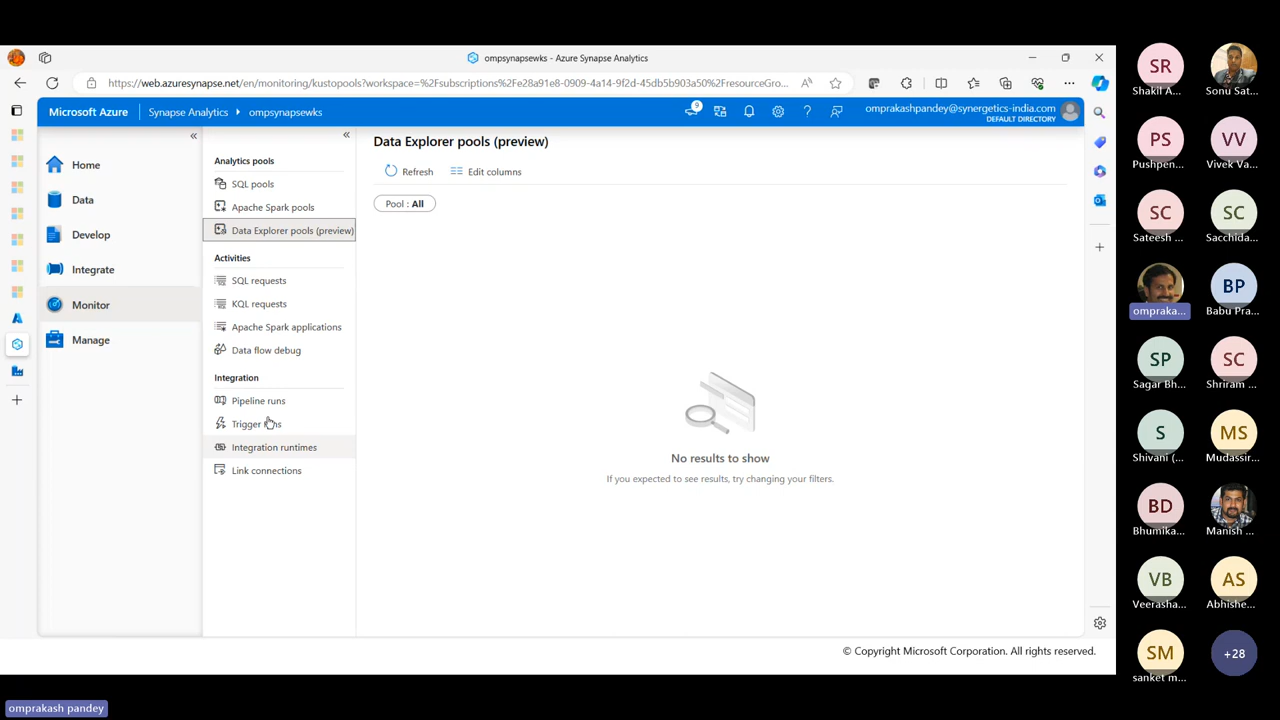 ompsynapsewks - Azure Synapse Analytics
https://web.azuresynapse.net/en/monitoring/kustopools?workspace=%2Fsubscriptions%2Fe28a91e8-0909-4a14-9f2d-45db5b903a50%2FresourceGro...
Microsoft Azure
Synapse Analytics
ompsynapsewks
9
omprakashpandey@synergetics-india.com
DEFAULT DIRECTORY
Home
Data
Develop
Integrate
Monitor
Manage
Analytics pools
SQL pools
Apache Spark pools
Data Explorer pools (preview)
Activities
SQL requests
KQL requests
Apache Spark applications
Data flow debug
Integration
Pipeline runs
Trigger runs
Integration runtimes
Link connections
Data Explorer pools (preview)
Refresh
Edit columns
Pool : All
No results to show
If you expected to see results, try changing your filters.
© Copyright Microsoft Corporation. All rights reserved.
SR
Shakil A...
Sonu Sat...
PS
Pushpen...
VV
Vivek Va...
SC
Sateesh ...
SC
Sacchida...
ompraka...
BP
Babu Pra...
SP
Sagar Bh...
SC
Shriram ...
S
Shivani (...
MS
Mudassir...
BD
Bhumika...
Manish ...
VB
Veerasha...
AS
Abhishe...
SM
sanket m...
+28
omprakash pandey